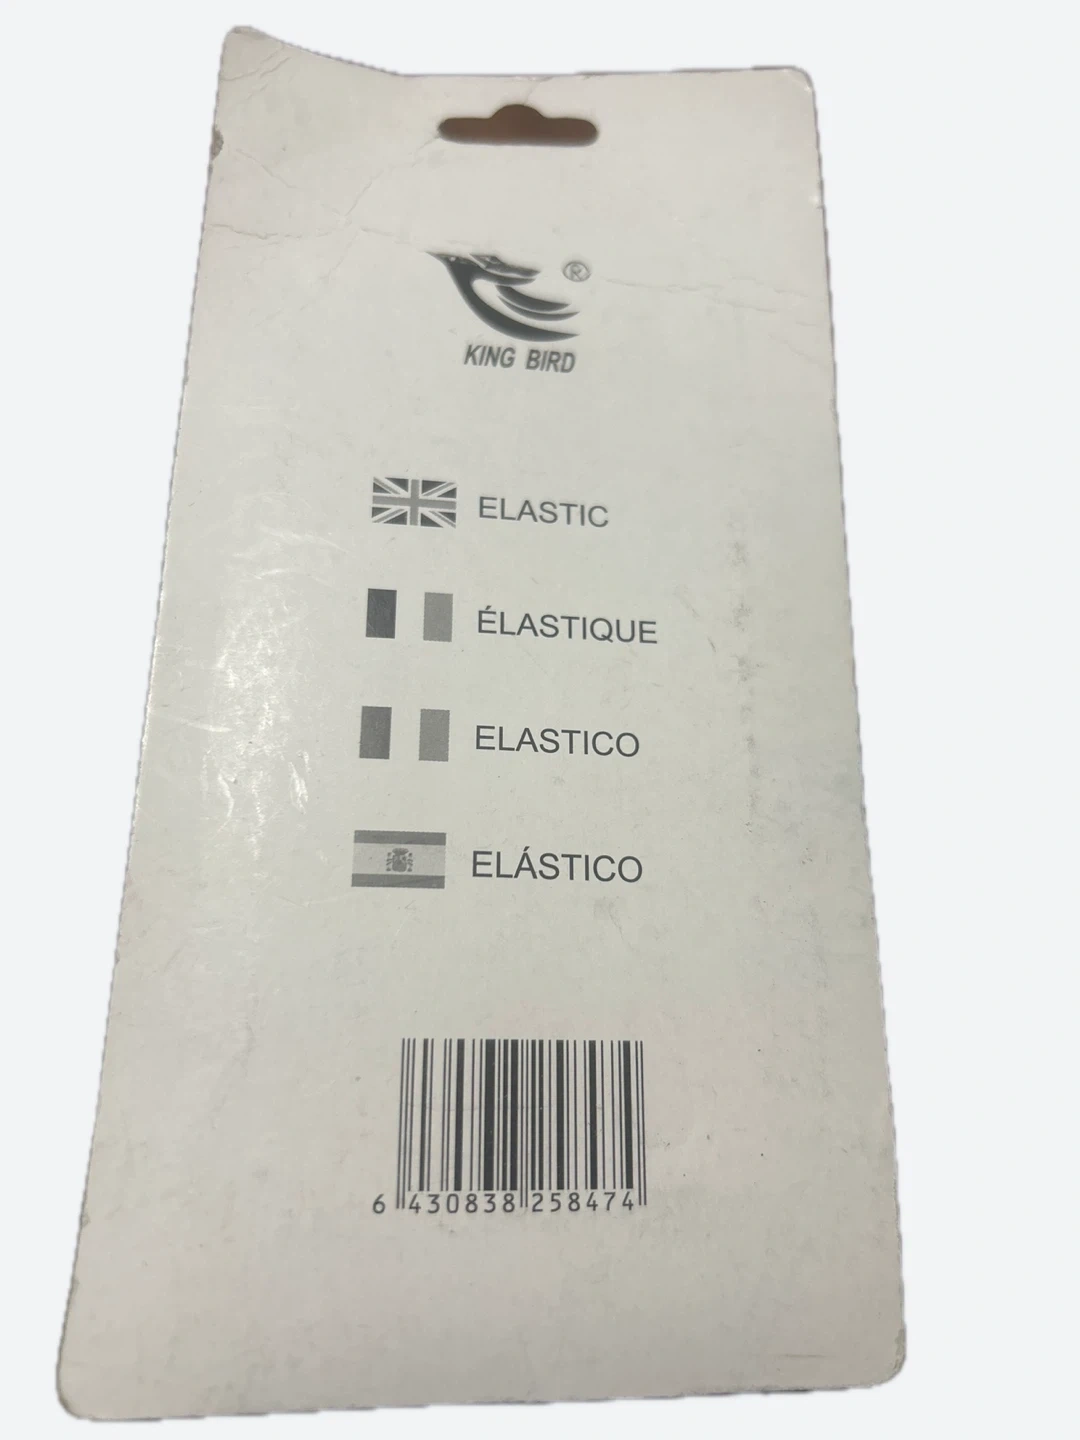 ®
KING BIRD
ELASTIC
ÉLASTIQUE
ELASTICO
ELÁSTICO
6 430838 258474